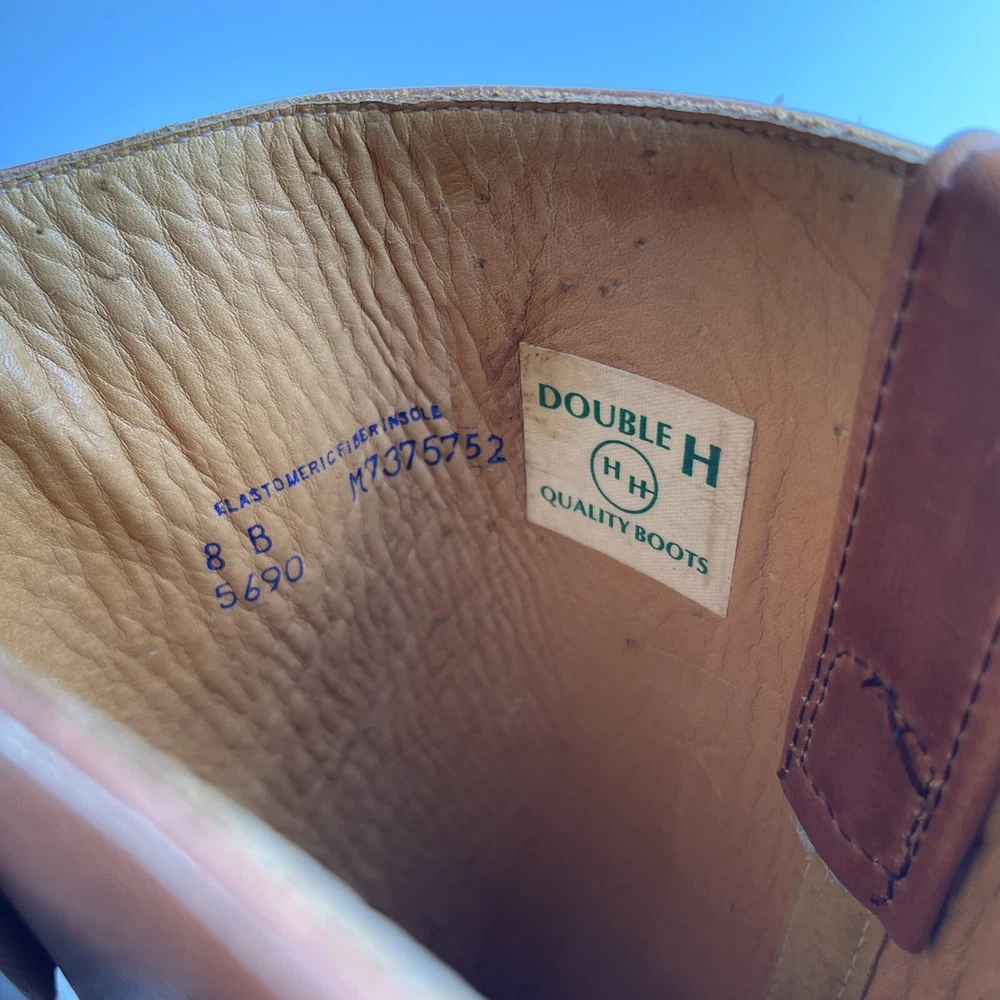 ELASTOMERIC FIBER INSOLE
M7375752
8 B
5690
DOUBLE H
H H
QUALITY BOOTS